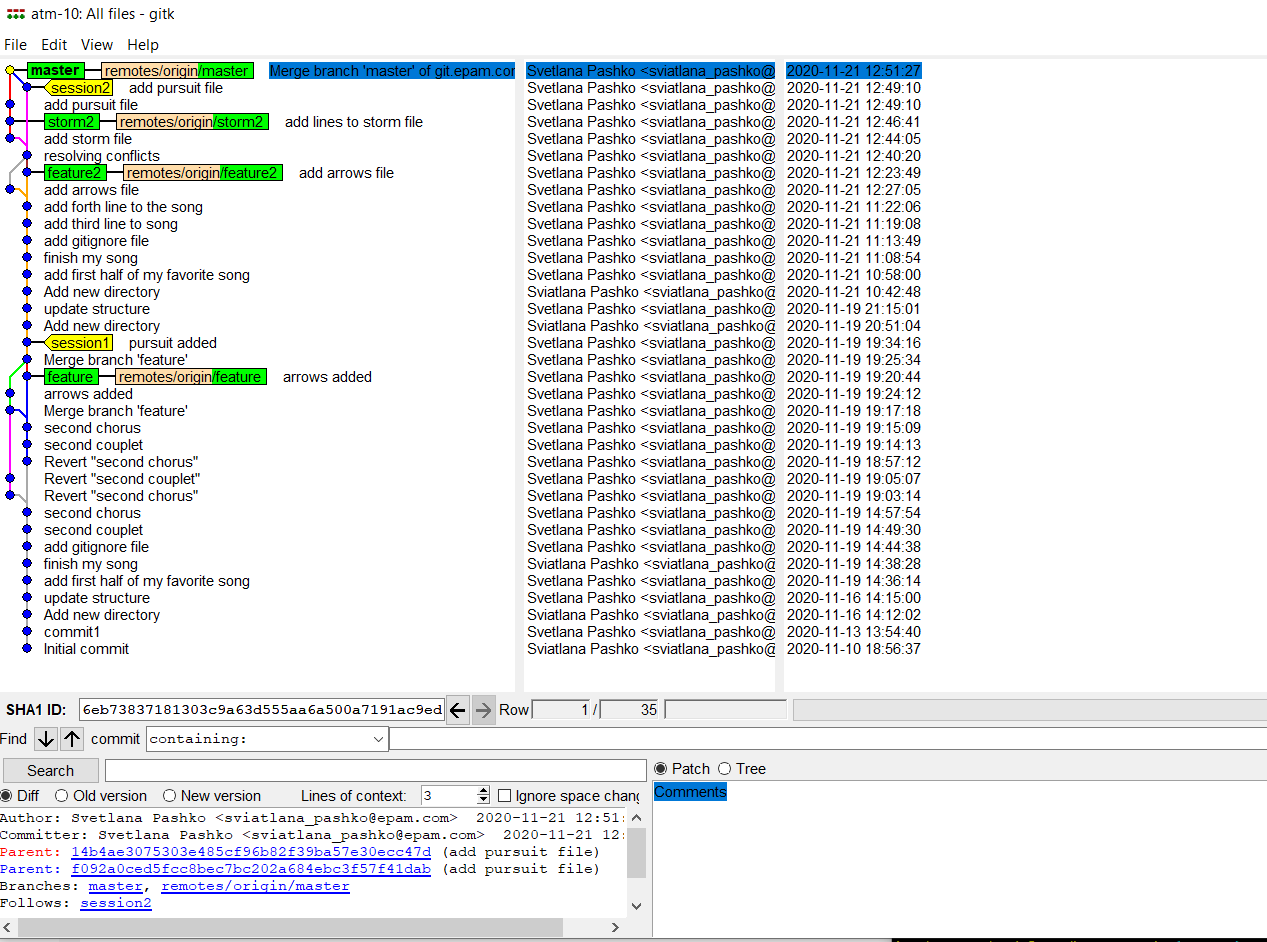 atm-10: All files - gitk
File Edit View Help
master remotes/origin/master Merge branch 'master' of git.epam.cor Svetlana Pashko <sviatlana_pashko@ 2020-11-21 12:51:27
session2 add pursuit file Svetlana Pashko <sviatlana_pashko@ 2020-11-21 12:49:10
add pursuit file Svetlana Pashko <sviatlana_pashko@ 2020-11-21 12:49:10
storm2 remotes/origin/storm2 add lines to storm file Svetlana Pashko <sviatlana_pashko@ 2020-11-21 12:46:41
add storm file Svetlana Pashko <sviatlana_pashko@ 2020-11-21 12:44:05
resolving conflicts Svetlana Pashko <sviatlana_pashko@ 2020-11-21 12:40:20
feature2 remotes/origin/feature2 add arrows file Svetlana Pashko <sviatlana_pashko@ 2020-11-21 12:23:49
add arrows file Svetlana Pashko <sviatlana_pashko@ 2020-11-21 12:27:05
add forth line to the song Svetlana Pashko <sviatlana_pashko@ 2020-11-21 11:22:06
add third line to song Svetlana Pashko <sviatlana_pashko@ 2020-11-21 11:19:08
add gitignore file Svetlana Pashko <sviatlana_pashko@ 2020-11-21 11:13:49
finish my song Svetlana Pashko <sviatlana_pashko@ 2020-11-21 11:08:54
add first half of my favorite song Svetlana Pashko <sviatlana_pashko@ 2020-11-21 10:58:00
Add new directory Sviatlana Pashko <sviatlana_pashko@ 2020-11-21 10:42:48
update structure Svetlana Pashko <sviatlana_pashko@ 2020-11-19 21:15:01
Add new directory Sviatlana Pashko <sviatlana_pashko@ 2020-11-19 20:51:04
session1 pursuit added Svetlana Pashko <sviatlana_pashko@ 2020-11-19 19:34:16
Merge branch 'feature' Svetlana Pashko <sviatlana_pashko@ 2020-11-19 19:25:34
feature remotes/origin/feature arrows added Svetlana Pashko <sviatlana_pashko@ 2020-11-19 19:20:44
arrows added Svetlana Pashko <sviatlana_pashko@ 2020-11-19 19:24:12
Merge branch 'feature' Svetlana Pashko <sviatlana_pashko@ 2020-11-19 19:17:18
second chorus Svetlana Pashko <sviatlana_pashko@ 2020-11-19 19:15:09
second couplet Svetlana Pashko <sviatlana_pashko@ 2020-11-19 19:14:13
Revert "second chorus" Svetlana Pashko <sviatlana_pashko@ 2020-11-19 18:57:12
Revert "second couplet" Svetlana Pashko <sviatlana_pashko@ 2020-11-19 19:05:07
Revert "second chorus" Svetlana Pashko <sviatlana_pashko@ 2020-11-19 19:03:14
second chorus Svetlana Pashko <sviatlana_pashko@ 2020-11-19 14:57:54
second couplet Svetlana Pashko <sviatlana_pashko@ 2020-11-19 14:49:30
add gitignore file Svetlana Pashko <sviatlana_pashko@ 2020-11-19 14:44:38
finish my song Sviatlana Pashko <sviatlana_pashko@ 2020-11-19 14:38:28
add first half of my favorite song Svetlana Pashko <sviatlana_pashko@ 2020-11-19 14:36:14
update structure Svetlana Pashko <sviatlana_pashko@ 2020-11-16 14:15:00
Add new directory Sviatlana Pashko <sviatlana_pashko@ 2020-11-16 14:12:02
commit1 Svetlana Pashko <sviatlana_pashko@ 2020-11-13 13:54:40
Initial commit Sviatlana Pashko <sviatlana_pashko@ 2020-11-10 18:56:37
SHA1 ID: 6eb73837181303c9a63d555aa6a500a7191ac9ed Row 1 / 35
Find commit containing:
Search Patch Tree
Diff Old version New version Lines of context: 3 Ignore space chang
Comments
Author: Svetlana Pashko <sviatlana_pashko@epam.com> 2020-11-21 12:51:
Committer: Svetlana Pashko <sviatlana_pashko@epam.com> 2020-11-21 12:
Parent: 14b4ae3075303e485cf96b82f39ba57e30ecc47d (add pursuit file)
Parent: f092a0ced5fcc8bec7bc202a684ebc3f57f41dab (add pursuit file)
Branches: master, remotes/origin/master
Follows: session2